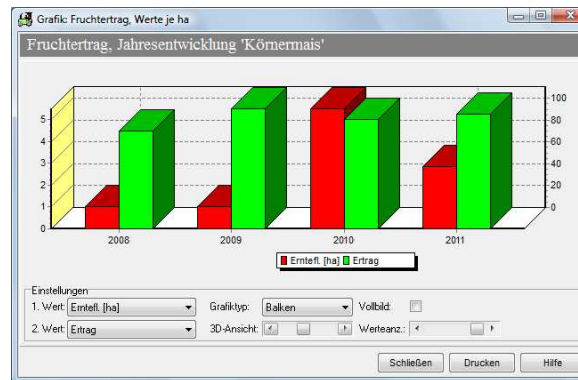 Grafik: Fruchtertrag, Werte je ha
Fruchtertrag, Jahresentwicklung 'Körnermais'
5
4
3
2
1
0
100
80
60
40
20
0
2008 2009 2010 2011
Erntefl. [ha] Ertrag
Einstellungen
1. Wert: Erntefl. [ha] Grafiktyp: Balken Vollbild:
2. Wert: Ertrag 3D-Ansicht: Werteanz.:
Schließen Drucken Hilfe